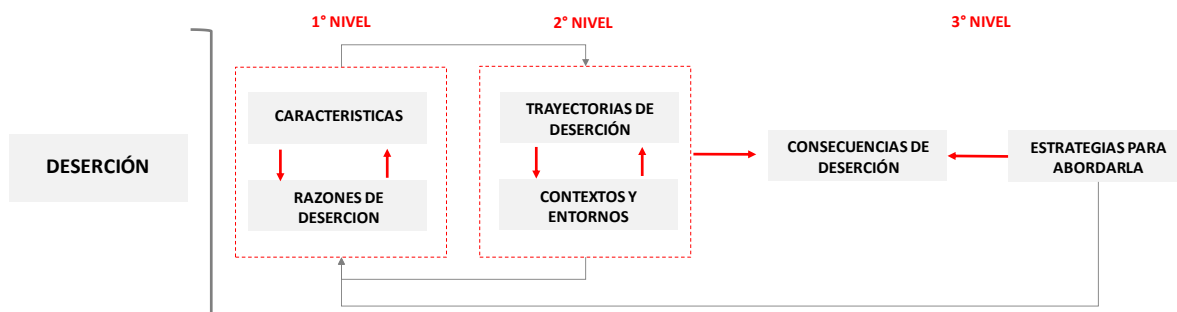 1° NIVEL
2° NIVEL
3° NIVEL
DESERCIÓN
CARACTERISTICAS
RAZONES DE
DESERCION
TRAYECTORIAS DE
DESERCIÓN
CONTEXTOS Y
ENTORNOS
CONSECUENCIAS DE
DESERCIÓN
ESTRATEGIAS PARA
ABORDARLA